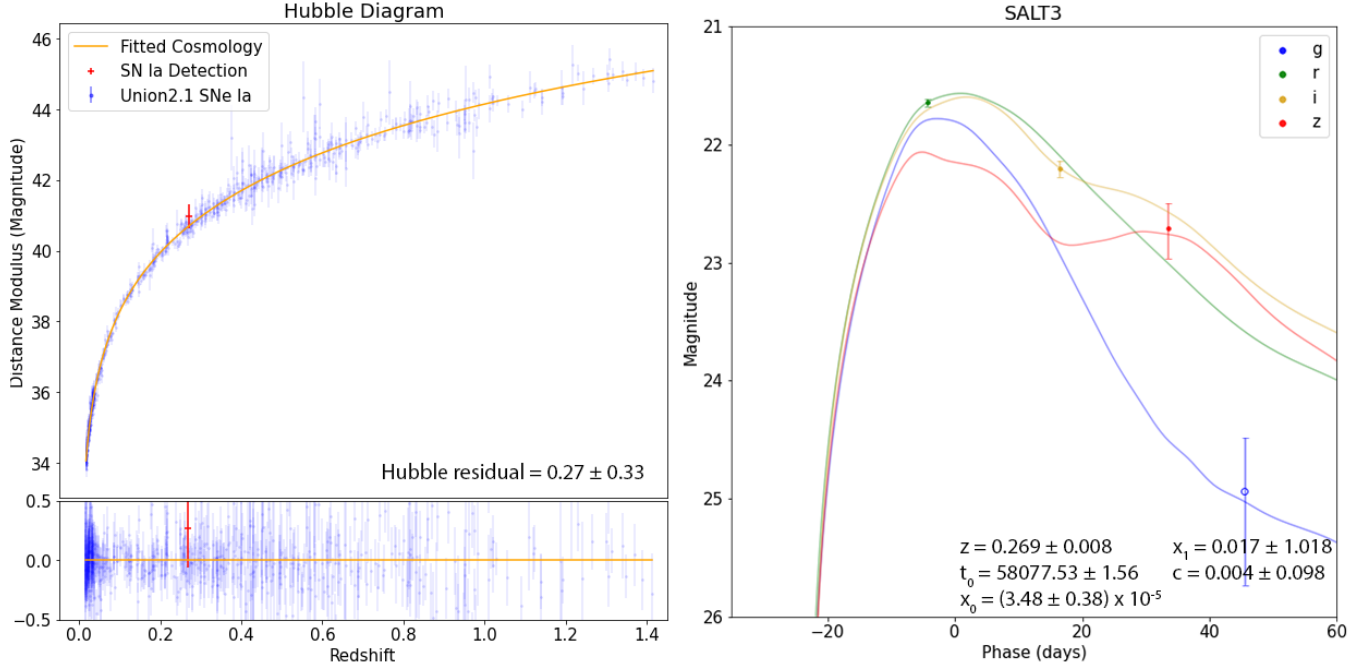 Hubble Diagram
46
44
42
40
38
36
34
Distance Modulus (Magnitude)
Fitted Cosmology
SN Ia Detection
Union2.1 SNe Ia
Hubble residual = 0.27 ± 0.33
0.5
0.0
−0.5
0.0 0.2 0.4 0.6 0.8 1.0 1.2 1.4
Redshift
SALT3
21
22
23
24
25
26
Magnitude
g
r
i
z
z = 0.269 ± 0.008 x₁ = 0.017 ± 1.018
t₀ = 58077.53 ± 1.56 c = 0.004 ± 0.098
x₀ = (3.48 ± 0.38) x 10⁻⁵
−20 0 20 40 60
Phase (days)